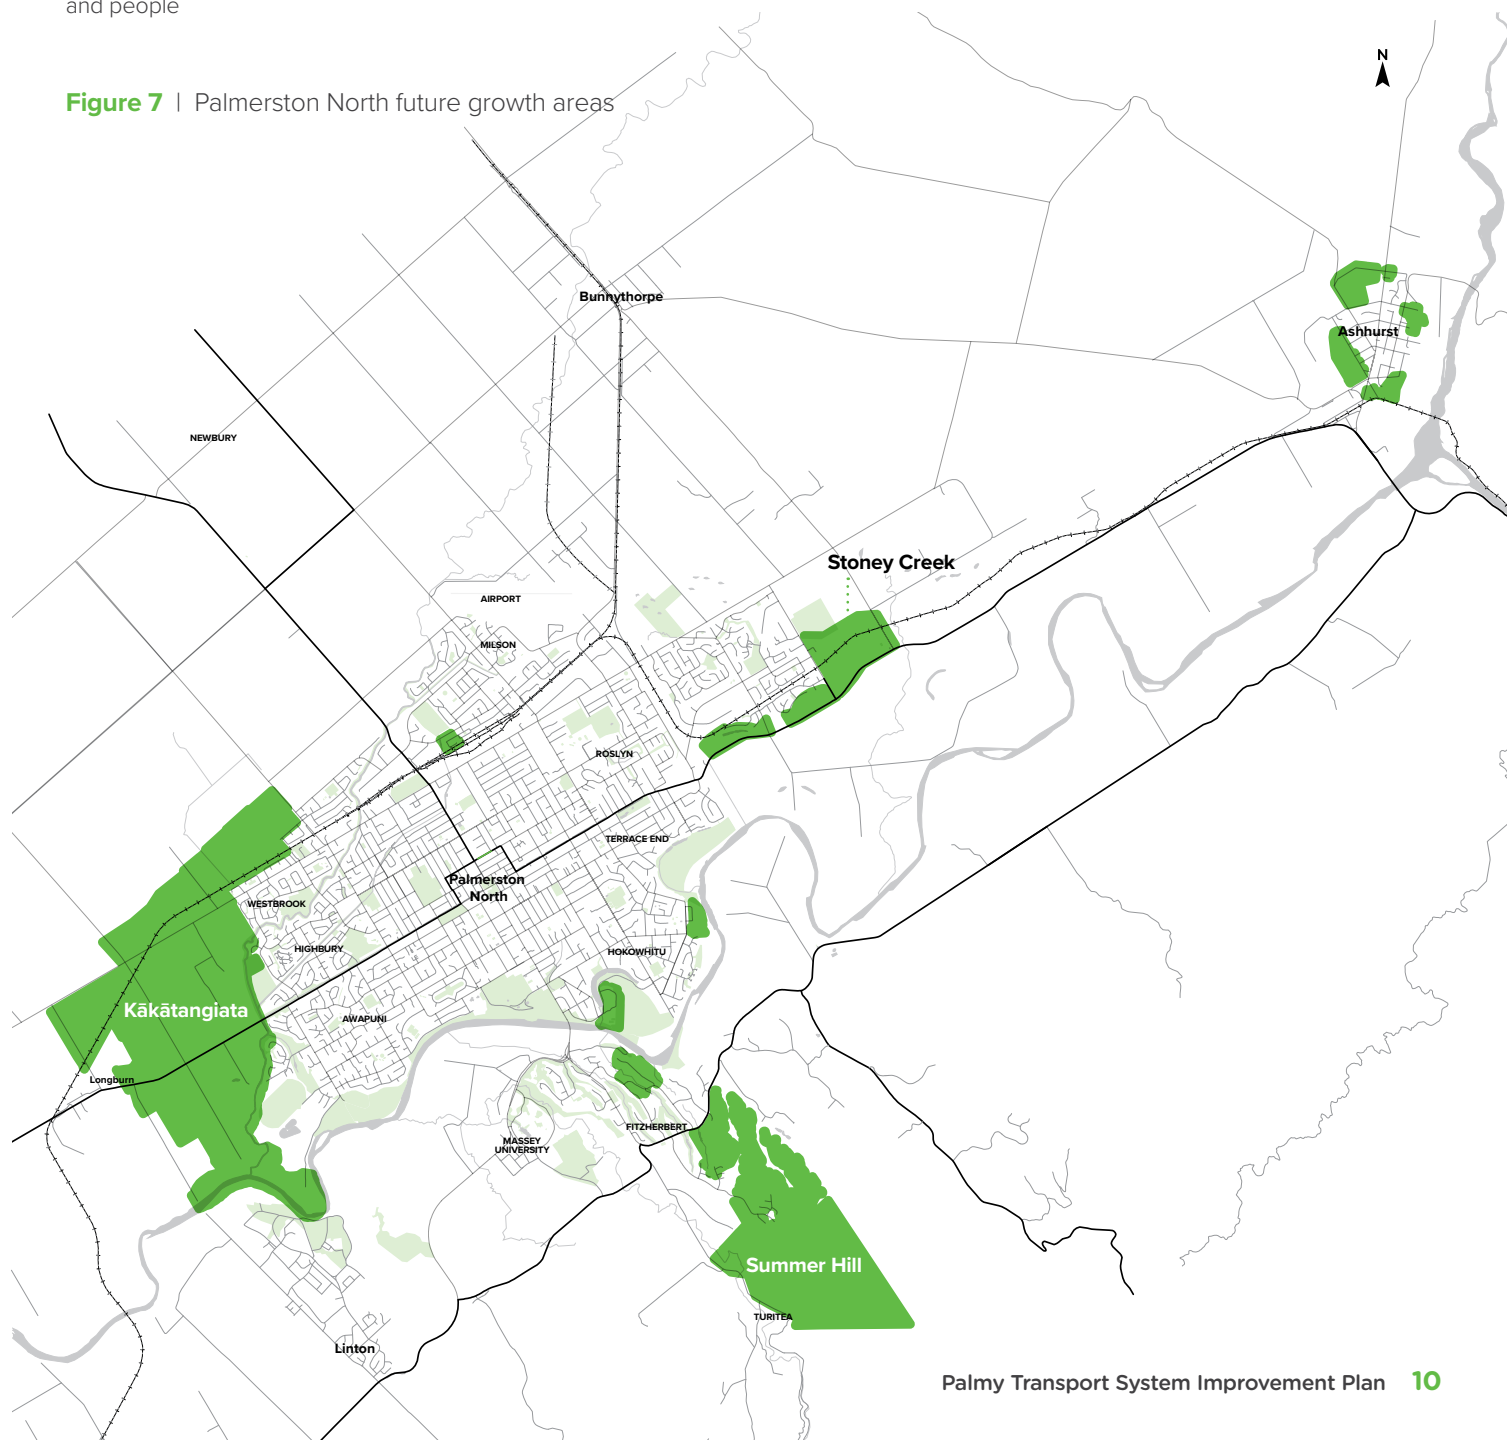 and people
Figure 7 | Palmerston North future growth areas
N
Bunnythorpe
Ashhurst
NEWBURY
Stoney Creek
AIRPORT
MILSON
ROSLYN
TERRACE END
Palmerston
North
WESTBROOK
HIGHBURY
HOKOWHITU
Kākātangiata
AWAPUNI
Longburn
FITZHERBERT
MASSEY
UNIVERSITY
Summer Hill
TURITEA
Linton
Palmy Transport System Improvement Plan 10